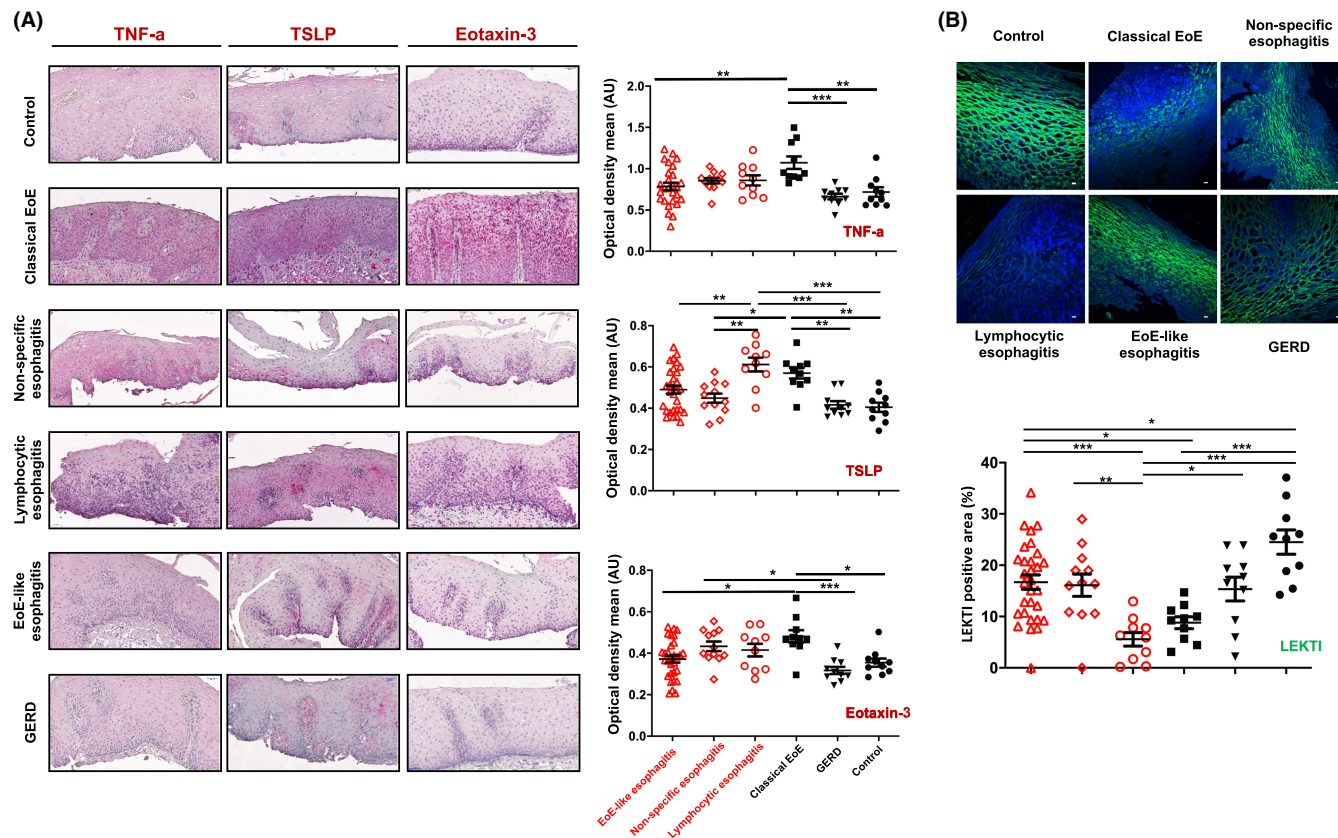 (A)
TNF-a TSLP Eotaxin-3
Control
Classical EoE
Non-specific
esophagitis
Lymphocytic
esophagitis
EoE-like
esophagitis
GERD
Optical density mean (AU)
2.0
1.5
1.0
0.5
0.0
**
**
***
TNF-a
Optical density mean (AU)
0.8
0.6
0.4
0.2
0.0
***
** ***
* **
** **
TSLP
Optical density mean (AU)
0.8
0.6
0.4
0.2
0.0
* *
* ***
Eotaxin-3
EoE-like esophagitis
Non-specific esophagitis
Lymphocytic esophagitis
Classical EoE
GERD
Control
(B)
Control Classical EoE Non-specific
esophagitis
Lymphocytic
esophagitis
EoE-like
esophagitis
GERD
LEKTI positive area (%)
40
30
20
10
0
*
*
*** ***
***
*
**
LEKTI